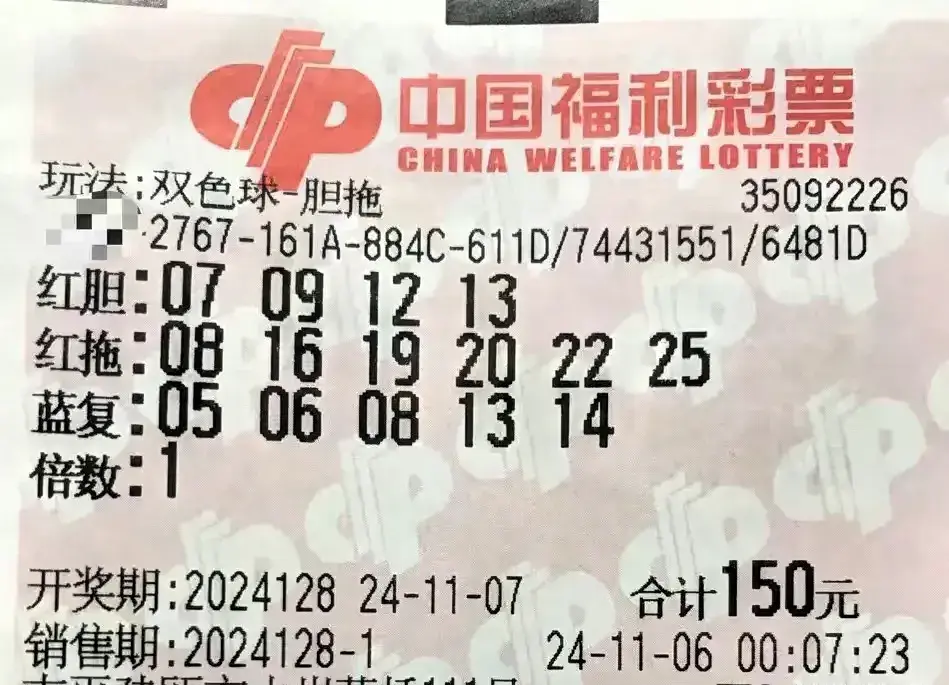 中国福利彩票
CHINA WELFARE LOTTERY
玩法:双色球-胆拖 35092226
2767-161A-884C-611D/74431551/6481D
红胆:07 09 12 13
红拖:08 16 19 20 22 25
蓝复:05 06 08 13 14
倍数:1
开奖期:2024128 24-11-07 合计150元
销售期:2024128-1 24-11-06 00:07:23